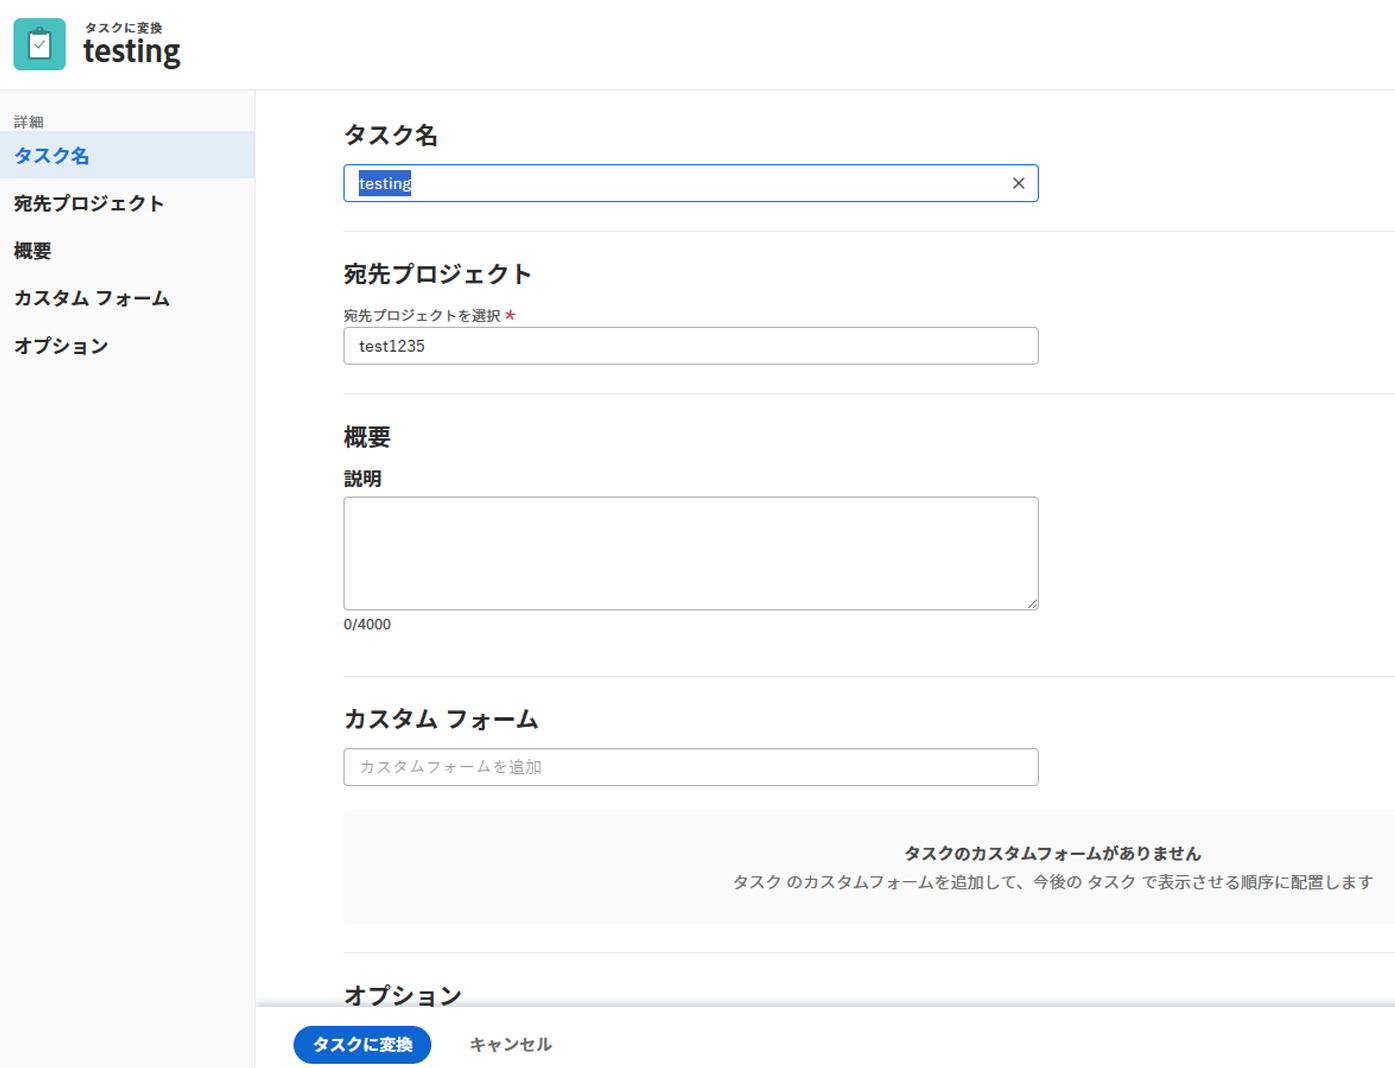 タスクに変換
testing
詳細
タスク名
宛先プロジェクト
概要
カスタム フォーム
オプション
タスク名
testing
宛先プロジェクト
宛先プロジェクトを選択 *
test1235
概要
説明
0/4000
カスタム フォーム
カスタムフォームを追加
タスクのカスタムフォームがありません
タスク のカスタムフォームを追加して、今後の タスク で表示させる順序に配置します
オプション
タスクに変換
キャンセル